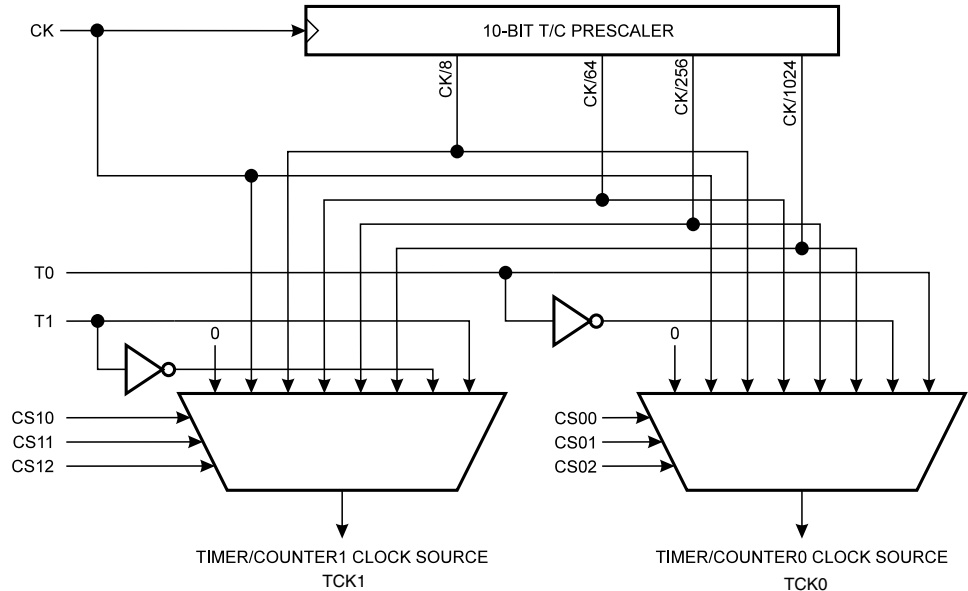 CK
10-BIT T/C PRESCALER
CK/8
CK/64
CK/256
CK/1024
T0
T1
0
0
CS10
CS11
CS12
CS00
CS01
CS02
TIMER/COUNTER1 CLOCK SOURCE
TCK1
TIMER/COUNTER0 CLOCK SOURCE
TCK0